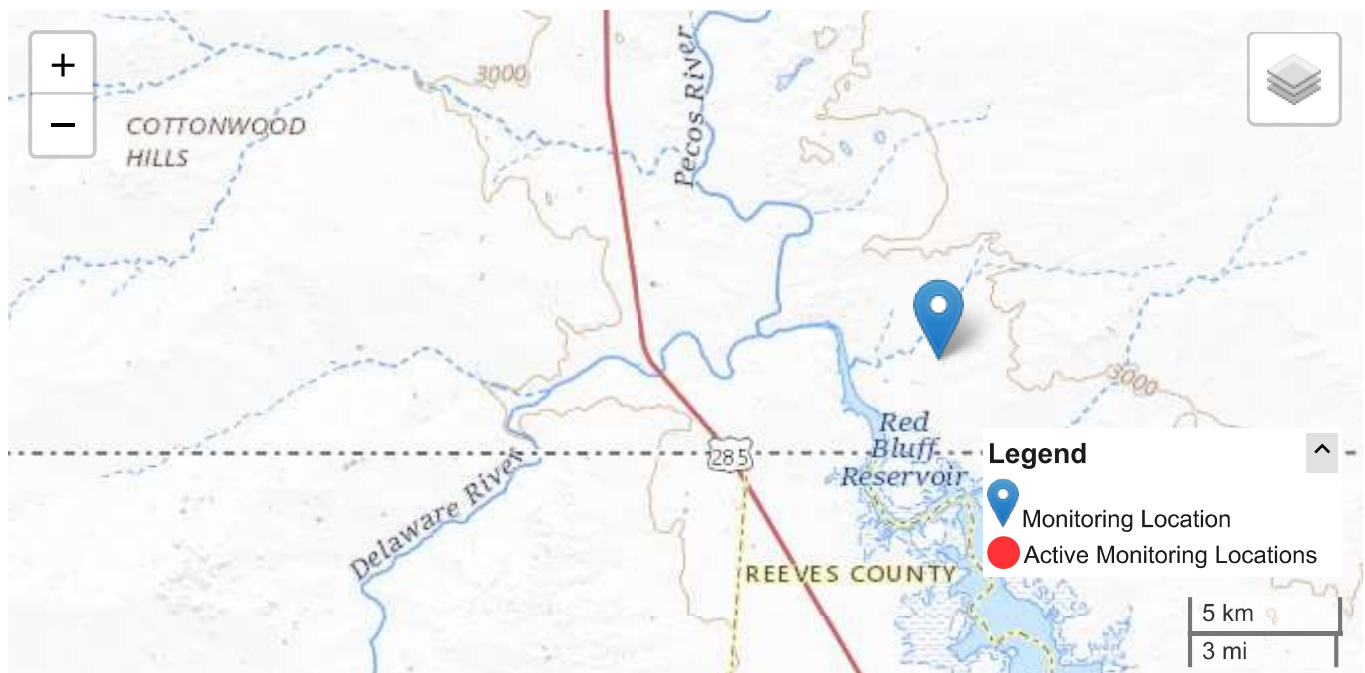 +
−
3000
Pecos River
COTTONWOOD
HILLS
3000
Red
Bluff
Reservoir
285
Delaware River
REEVES COUNTY
Legend
Monitoring Location
Active Monitoring Locations
5 km
3 mi